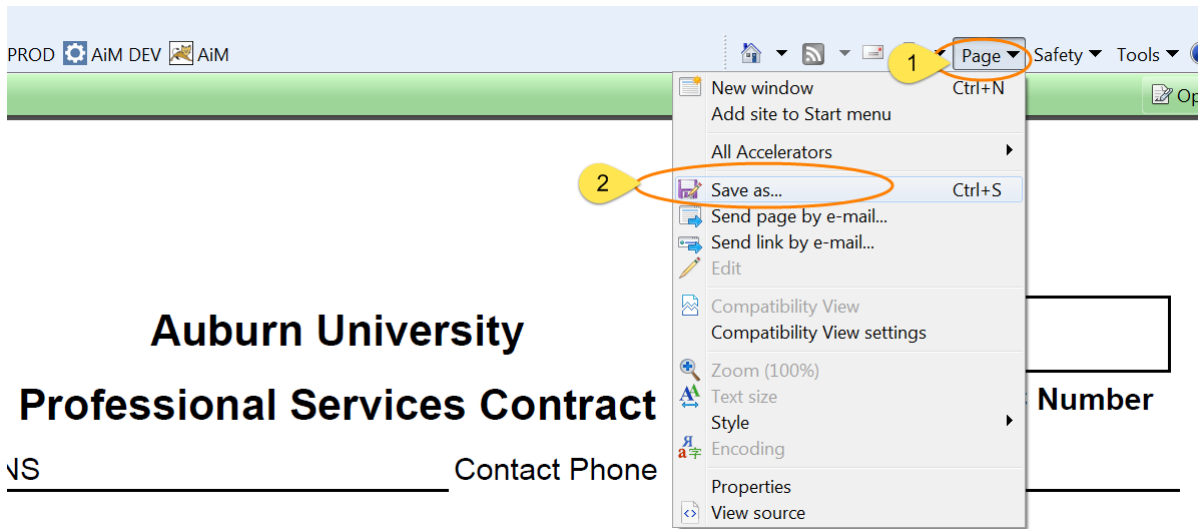 PROD AiM DEV AiM
1 Page Safety Tools
New window Ctrl+N
Op
Add site to Start menu
All Accelerators
2 Save as... Ctrl+S
Send page by e-mail...
Send link by e-mail...
Edit
Compatibility View
Compatibility View settings
Zoom (100%)
Text size
Style
Encoding
Properties
View source
Auburn University
Professional Services Contract
Number
NS Contact Phone